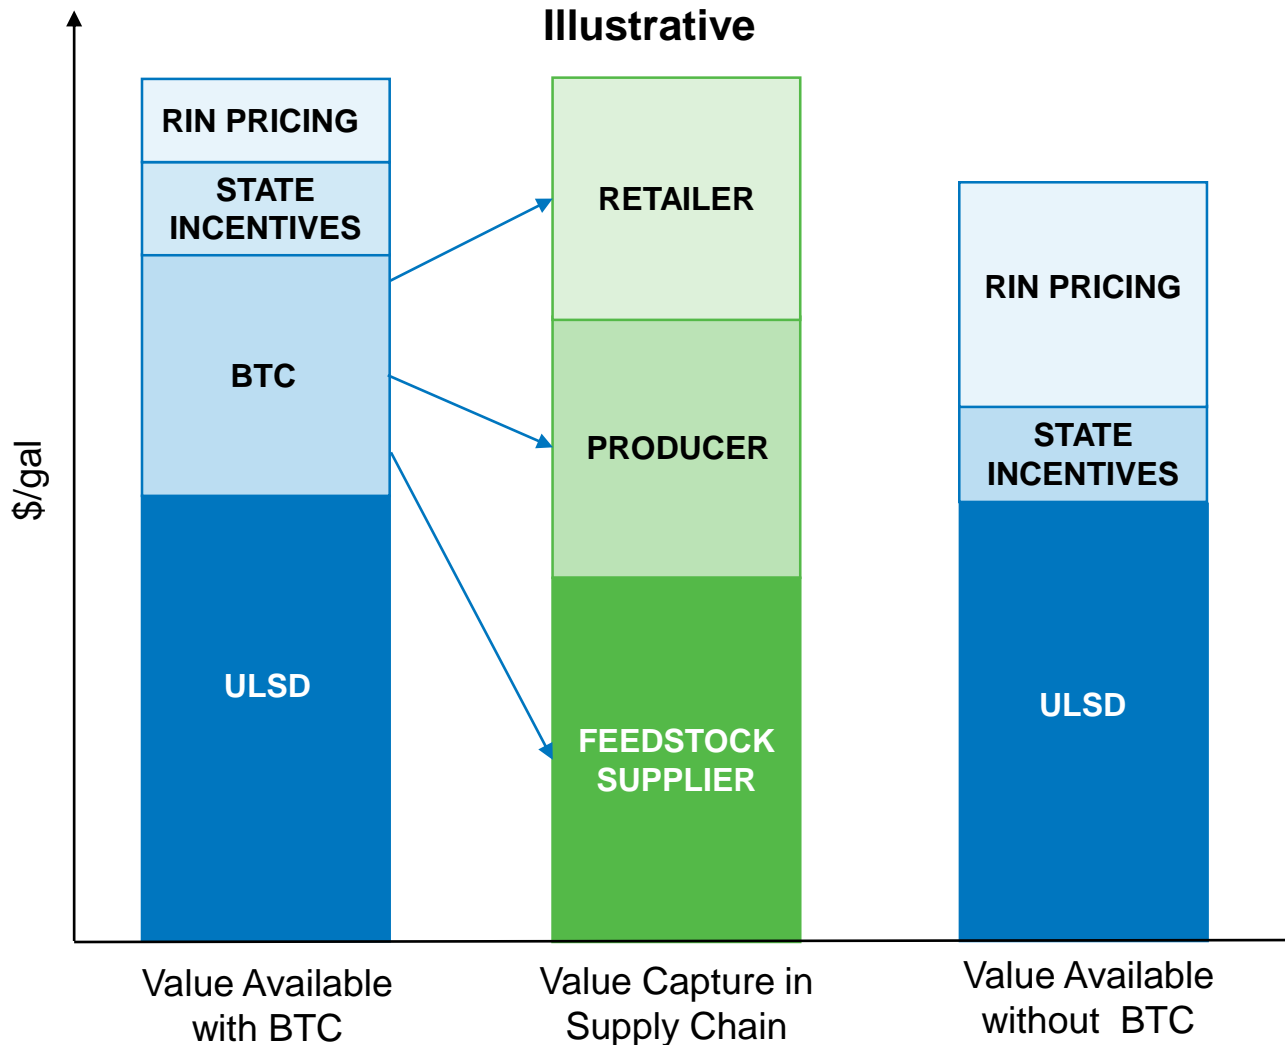 Illustrative
$/gal
RIN PRICING
STATE
INCENTIVES
BTC
ULSD
RETAILER
PRODUCER
FEEDSTOCK
SUPPLIER
RIN PRICING
STATE
INCENTIVES
ULSD
Value Available
with BTC
Value Capture in
Supply Chain
Value Available
without BTC